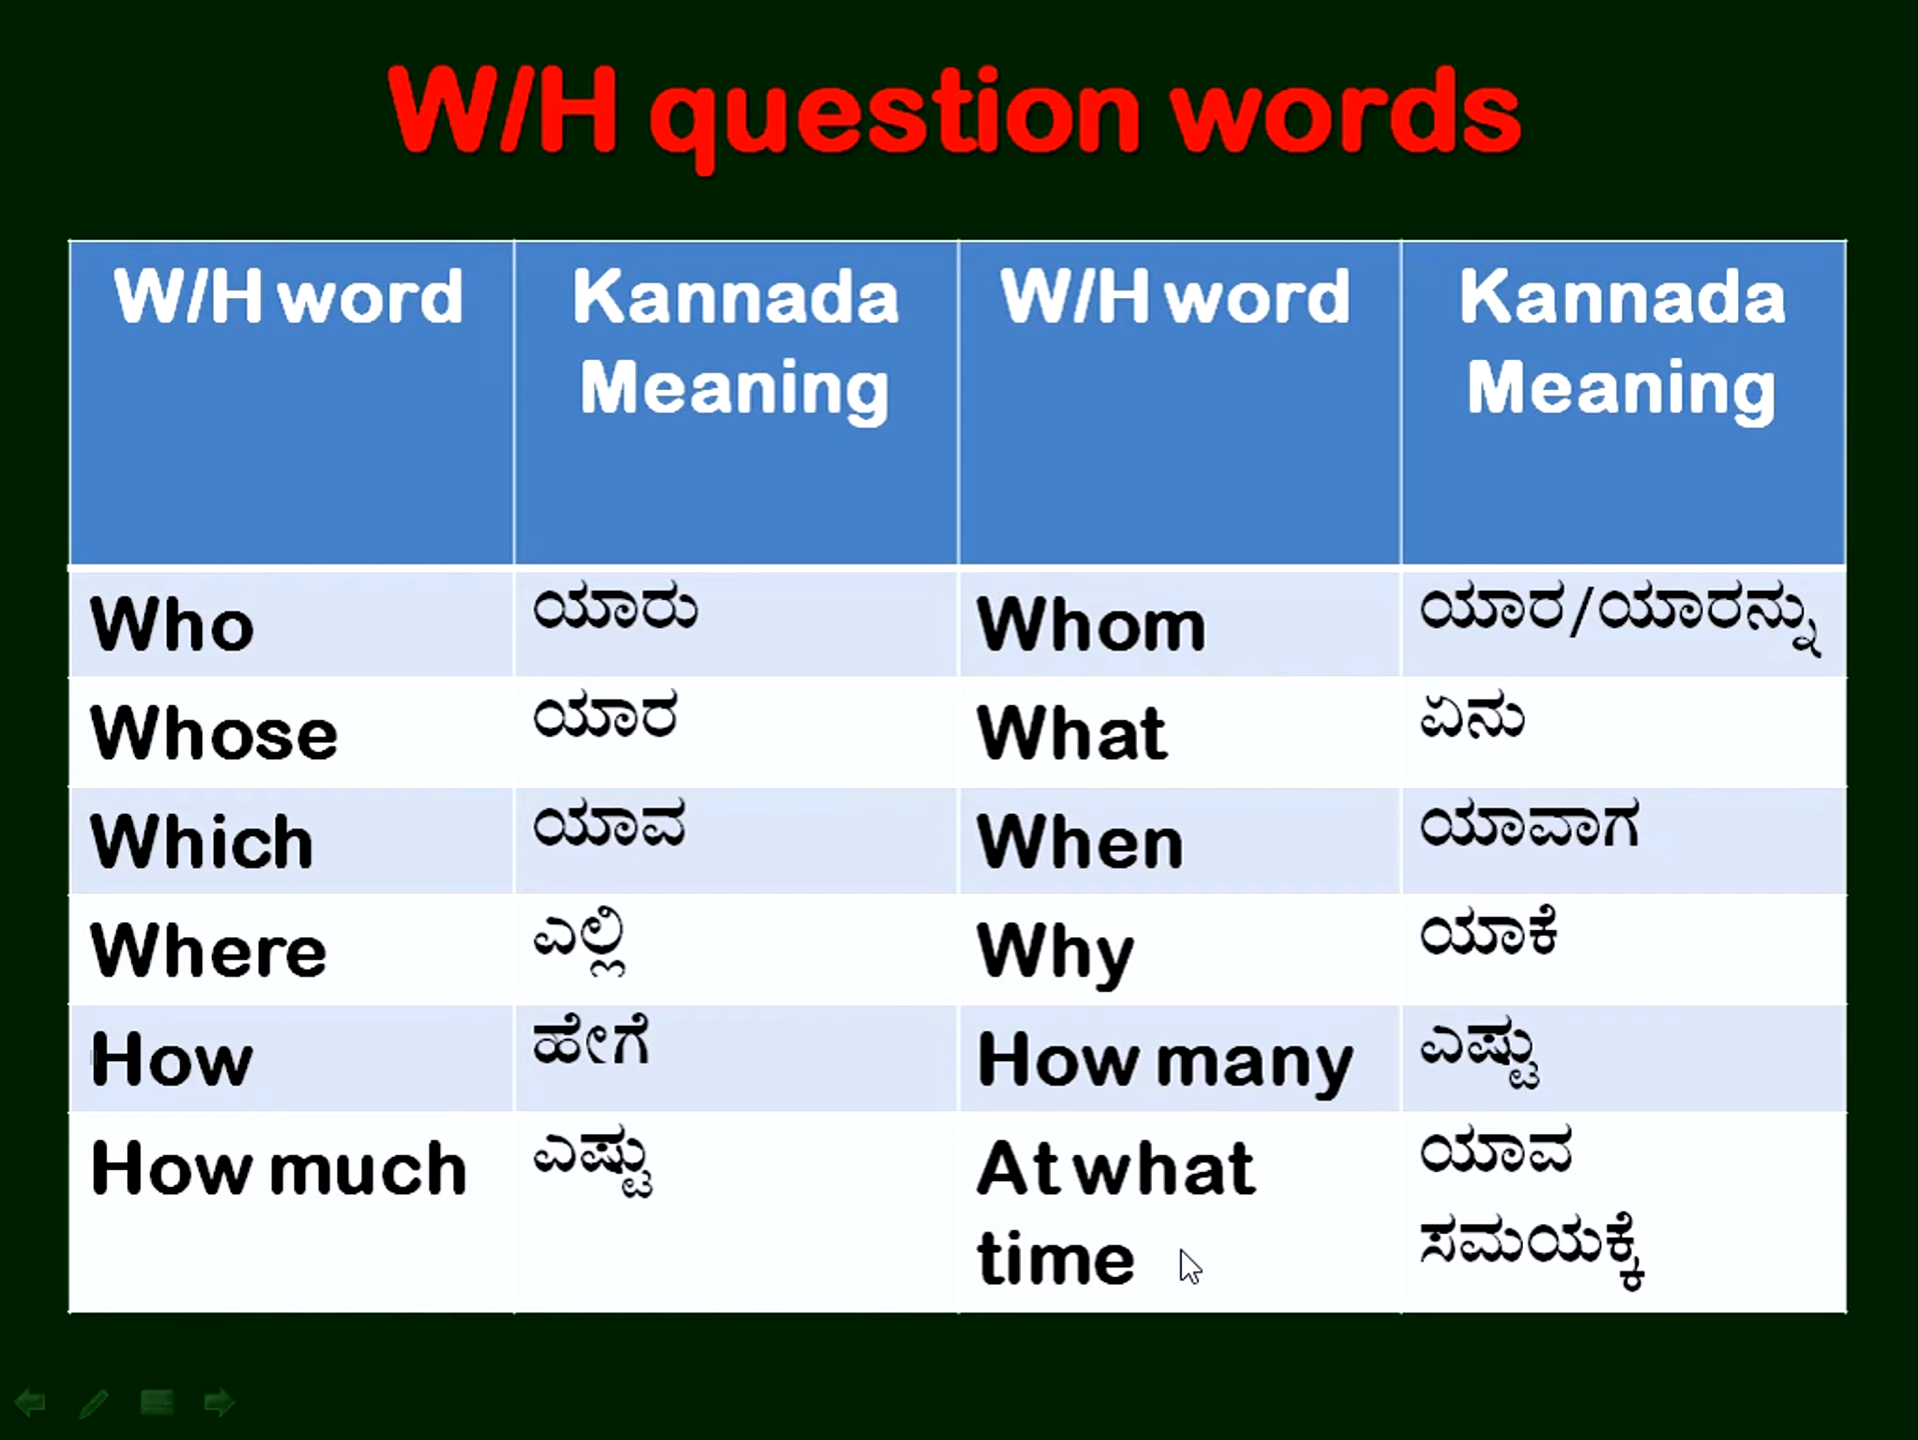 W/H question words
W/H word Kannada Meaning W/H word Kannada Meaning
Who ಯಾರು Whom ಯಾರ/ಯಾರನ್ನು
Whose ಯಾರ What ಏನು
Which ಯಾವ When ಯಾವಾಗ
Where ಎಲ್ಲಿ Why ಯಾಕೆ
How ಹೇಗೆ How many ಎಷ್ಟು
How much ಎಷ್ಟು At what time ಯಾವ ಸಮಯಕ್ಕೆ